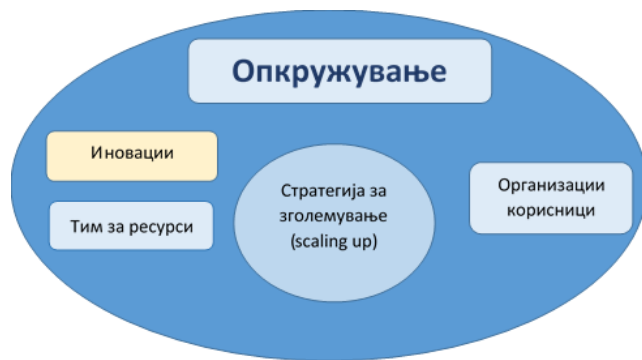 Опкружување
Иновации
Тим за ресурси
Стратегија за
зголемување
(scaling up)
Организации
корисници